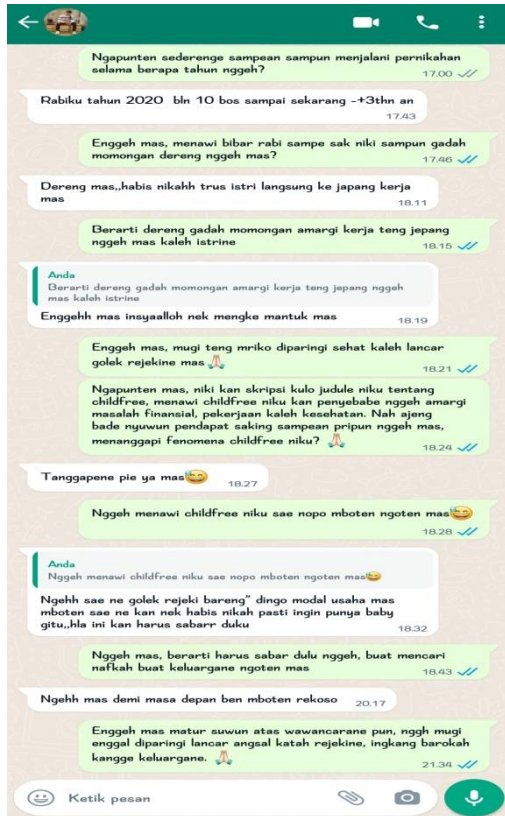 Ngapunten sederenge sampean sampun menjalani pernikahan
selama berapa tahun nggeh?
17.00
Rabiku tahun 2020 bln 10 bos sampai sekarang -+3thn an
17.43
Enggeh mas, menawi bibar rabi sampe sak niki sampun gadah
momongan dereng nggeh mas?
17.46
Dereng mas,,habis nikahh trus istri langsung ke japang kerja
mas
18.11
Berarti dereng gadah momongan amargi kerja teng jepang
nggeh mas kaleh istrine
18.15
Anda
Berarti dereng gadah momongan amargi kerja teng jepang nggeh
mas kaleh istrine
Enggehh mas insyaalloh nek mengke mantuk mas
18.19
Enggeh mas, mugi teng mriko diparingi sehat kaleh lancar
golek rejekine mas 🙏
18.21
Ngapunten mas, niki kan skripsi kulo judule niku tentang
childfree, menawi childfree niku kan penyebabe nggeh amargi
masalah finansial, pekerjaan kaleh kesehatan. Nah ajeng
bade nyuwun pendapat saking sampean pripun nggeh mas,
menanggapi fenomena childfree niku? 🙏
18.24
Tanggapene pie ya mas😅
18.27
Nggeh menawi childfree niku sae nopo mboten ngoten mas😅
18.28
Anda
Nggeh menawi childfree niku sae nopo mboten ngoten mas😅
Ngehh sae ne golek rejeki bareng" dingo modal usaha mas
mboten sae ne kan nek habis nikah pasti ingin punya baby
gitu,,hla ini kan harus sabarr duku
18.32
Nggeh mas, berarti harus sabar dulu nggeh, buat mencari
nafkah buat keluargane ngoten mas
18.43
Ngehh mas demi masa depan ben mboten rekoso
20.17
Enggeh mas matur suwun atas wawancarane pun, nggh mugi
enggal diparingi lancar angsal katah rejekine, ingkang barokah
kangge keluargane. 🙏
21.34
Ketik pesan